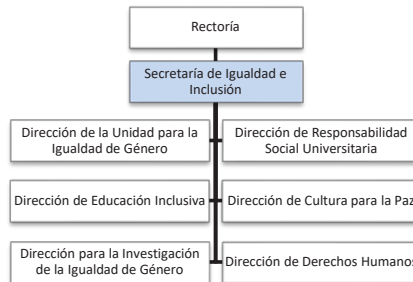 Rectoría
Secretaría de Igualdad e
Inclusión
Dirección de la Unidad para la
Igualdad de Género
Dirección de Responsabilidad
Social Universitaria
Dirección de Educación Inclusiva
Dirección de Cultura para la Paz
Dirección para la Investigación
de la Igualdad de Género
Dirección de Derechos Humanos